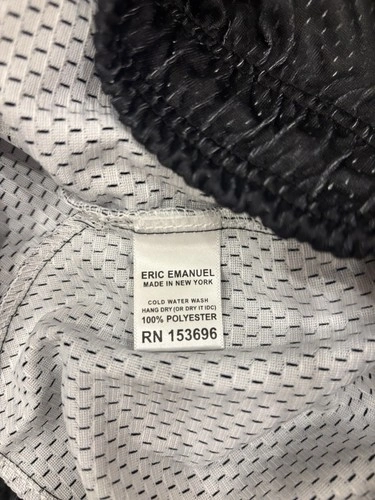 ERIC EMANUEL
MADE IN NEW YORK
COLD WATER WASH
HANG DRY (OR DRY IT IDC)
100% POLYESTER
RN 153696